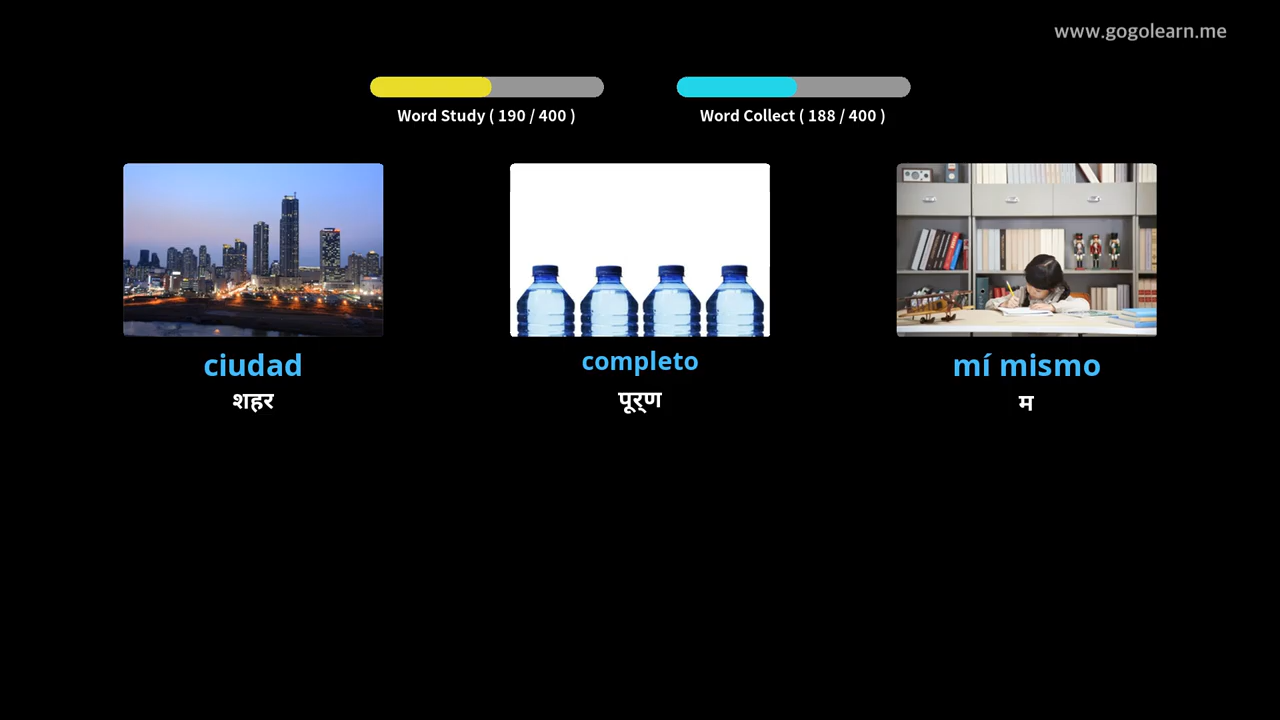 www.gogolearn.me
Word Study ( 190 / 400 )
Word Collect ( 188 / 400 )
ciudad
completo
mí mismo
शहर
पूर्‌ण
म